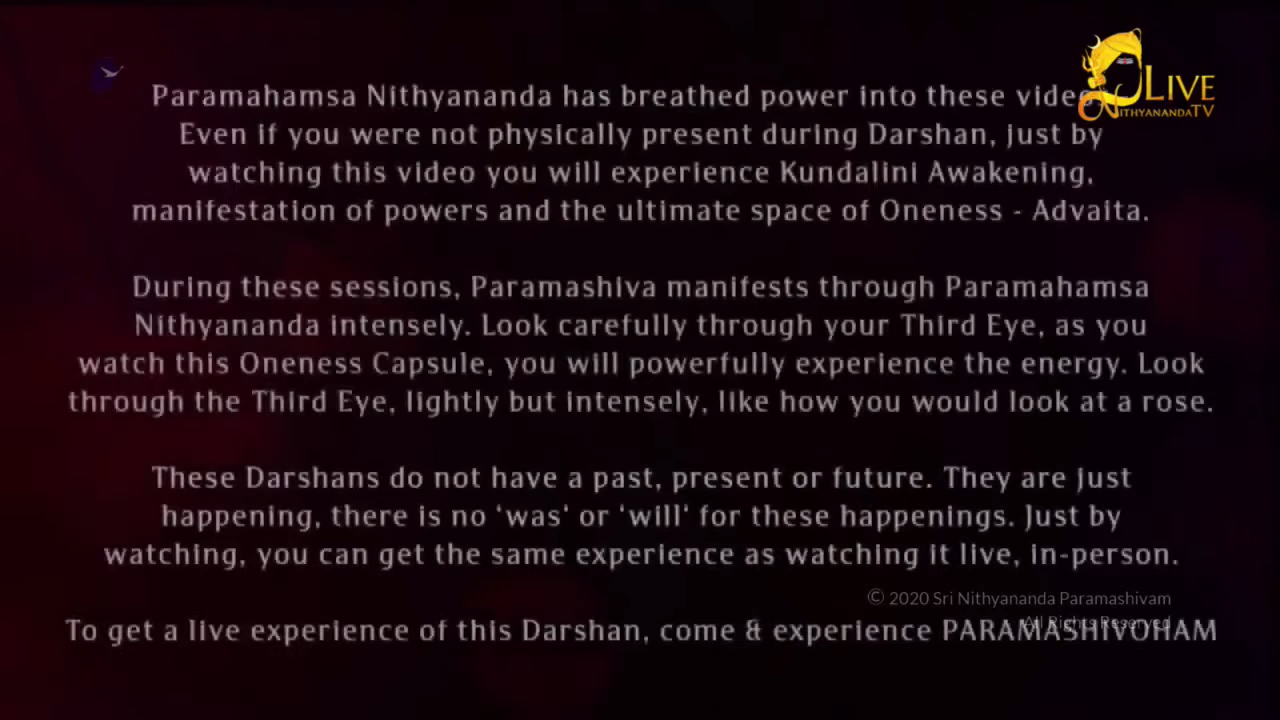 Paramahamsa Nithyananda has breathed power into these
Even if you were not physically present during Darshan, just by
watching this video you will experience Kundalini Awakening,
manifestation of powers and the ultimate space of Oneness - Advaita.
During these sessions, Paramashiva manifests through Paramahamsa
Nithyananda intensely. Look carefully through your Third Eye, as you
watch this Oneness Capsule, you will powerfully experience the energy. Look
through the Third Eye, lightly but intensely, like how you would look at a rose.
These Darshans do not have a past, present or future. They are just
happening, there is no ‘was‘ or ‘will‘ for these happenings. Just by
watching, you can get the same experience as watching it live, in-person.
To get a live experience of this Darshan, come & experience PARAMASHIVOHAM
LIVE
NITHYANANDATV
© 2020 Sri Nithyananda Paramashivam
All Rights Reserved